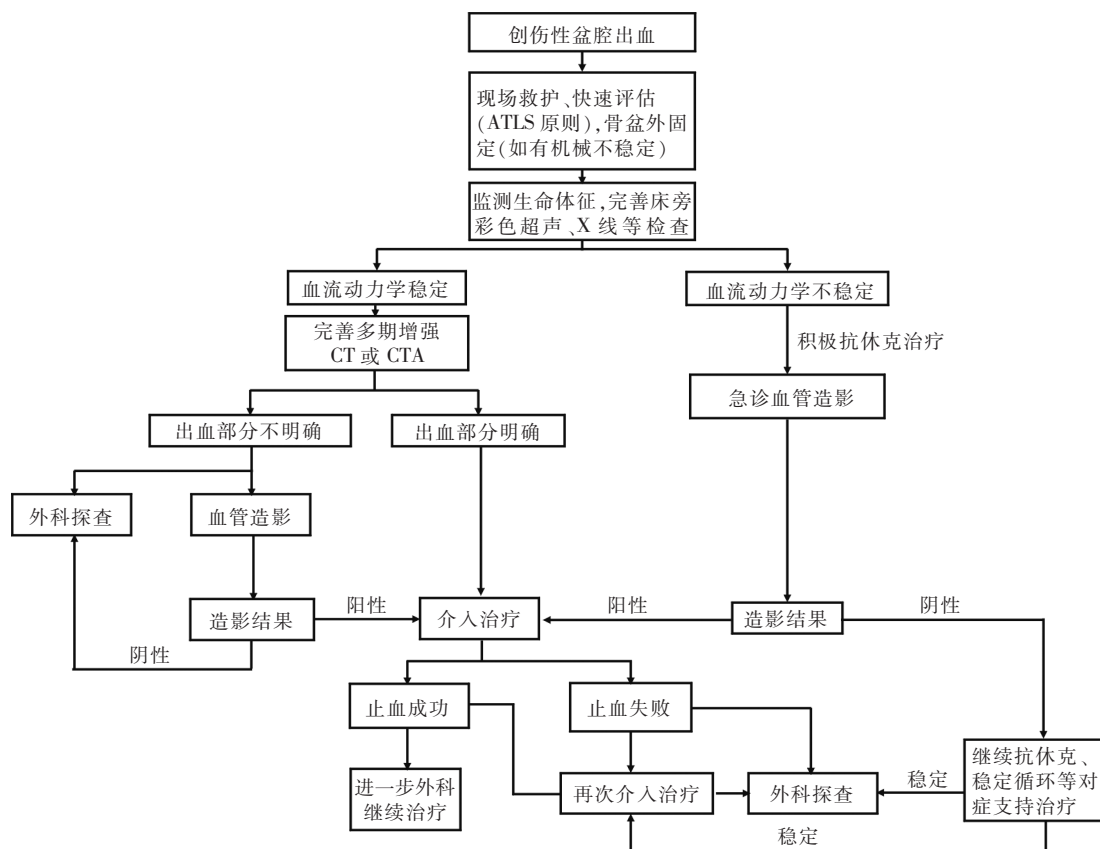 创伤性盆腔出血
现场救护、快速评估
(ATLS 原则),骨盆外固
定(如有机械不稳定)
监测生命体征,完善床旁
彩色超声、X 线等检查
血流动力学稳定
血流动力学不稳定
完善多期增强
CT 或 CTA
积极抗休克治疗
急诊血管造影
出血部分不明确
出血部分明确
外科探查
血管造影
造影结果
阳性
介入治疗
阳性
造影结果
阴性
阴性
止血成功
止血失败
进一步外科
继续治疗
再次介入治疗
外科探查
稳定
继续抗休克、
稳定循环等对
症支持治疗
稳定